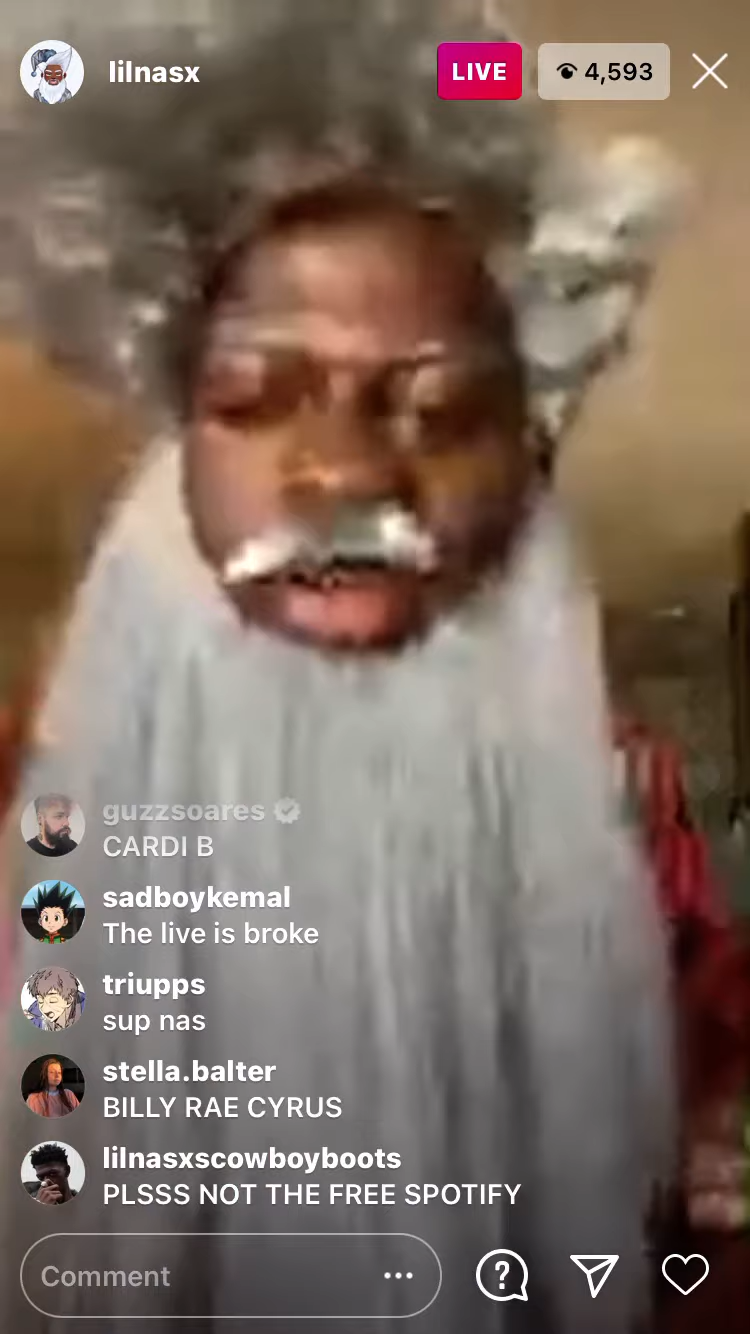 lilnasx
LIVE
4,593
guzzsoares
CARDI B
sadboykemal
The live is broke
triupps
sup nas
stella.balter
BILLY RAE CYRUS
lilnasxscowboyboots
PLSSS NOT THE FREE SPOTIFY
Comment